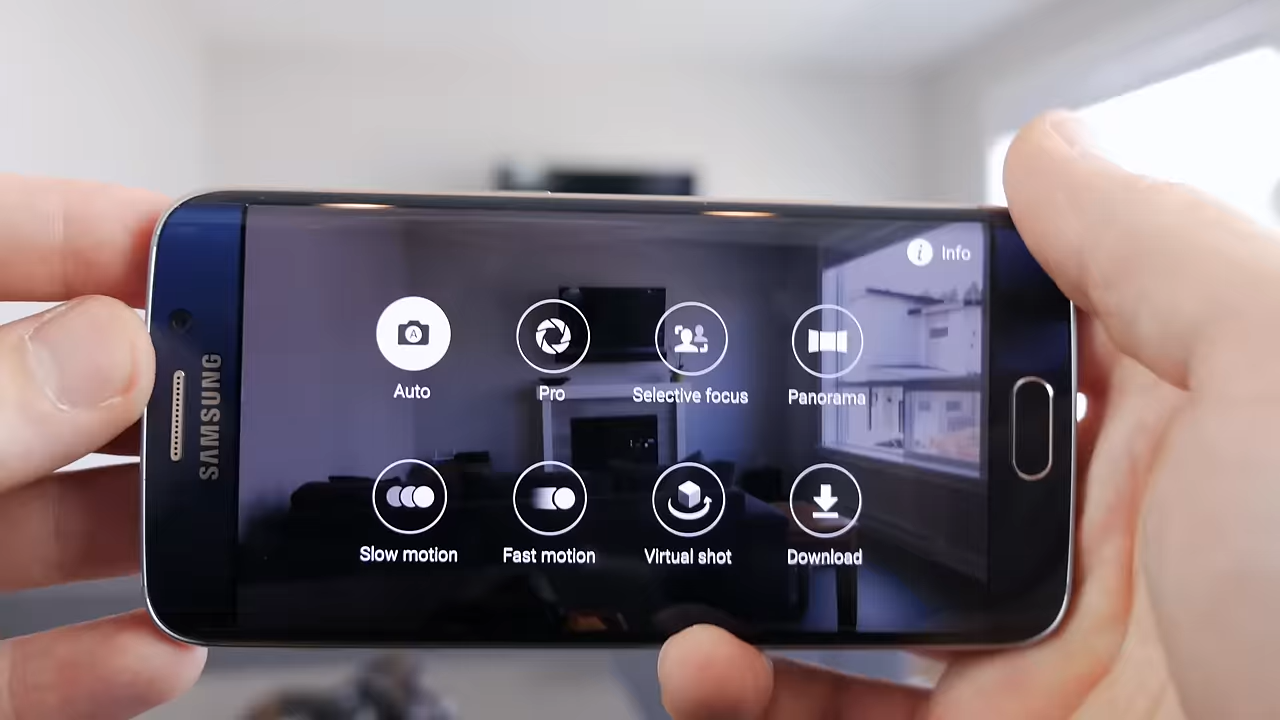 SAMSUNG
Info
Auto
Pro
Selective focus
Panorama
Slow motion
Fast motion
Virtual shot
Download